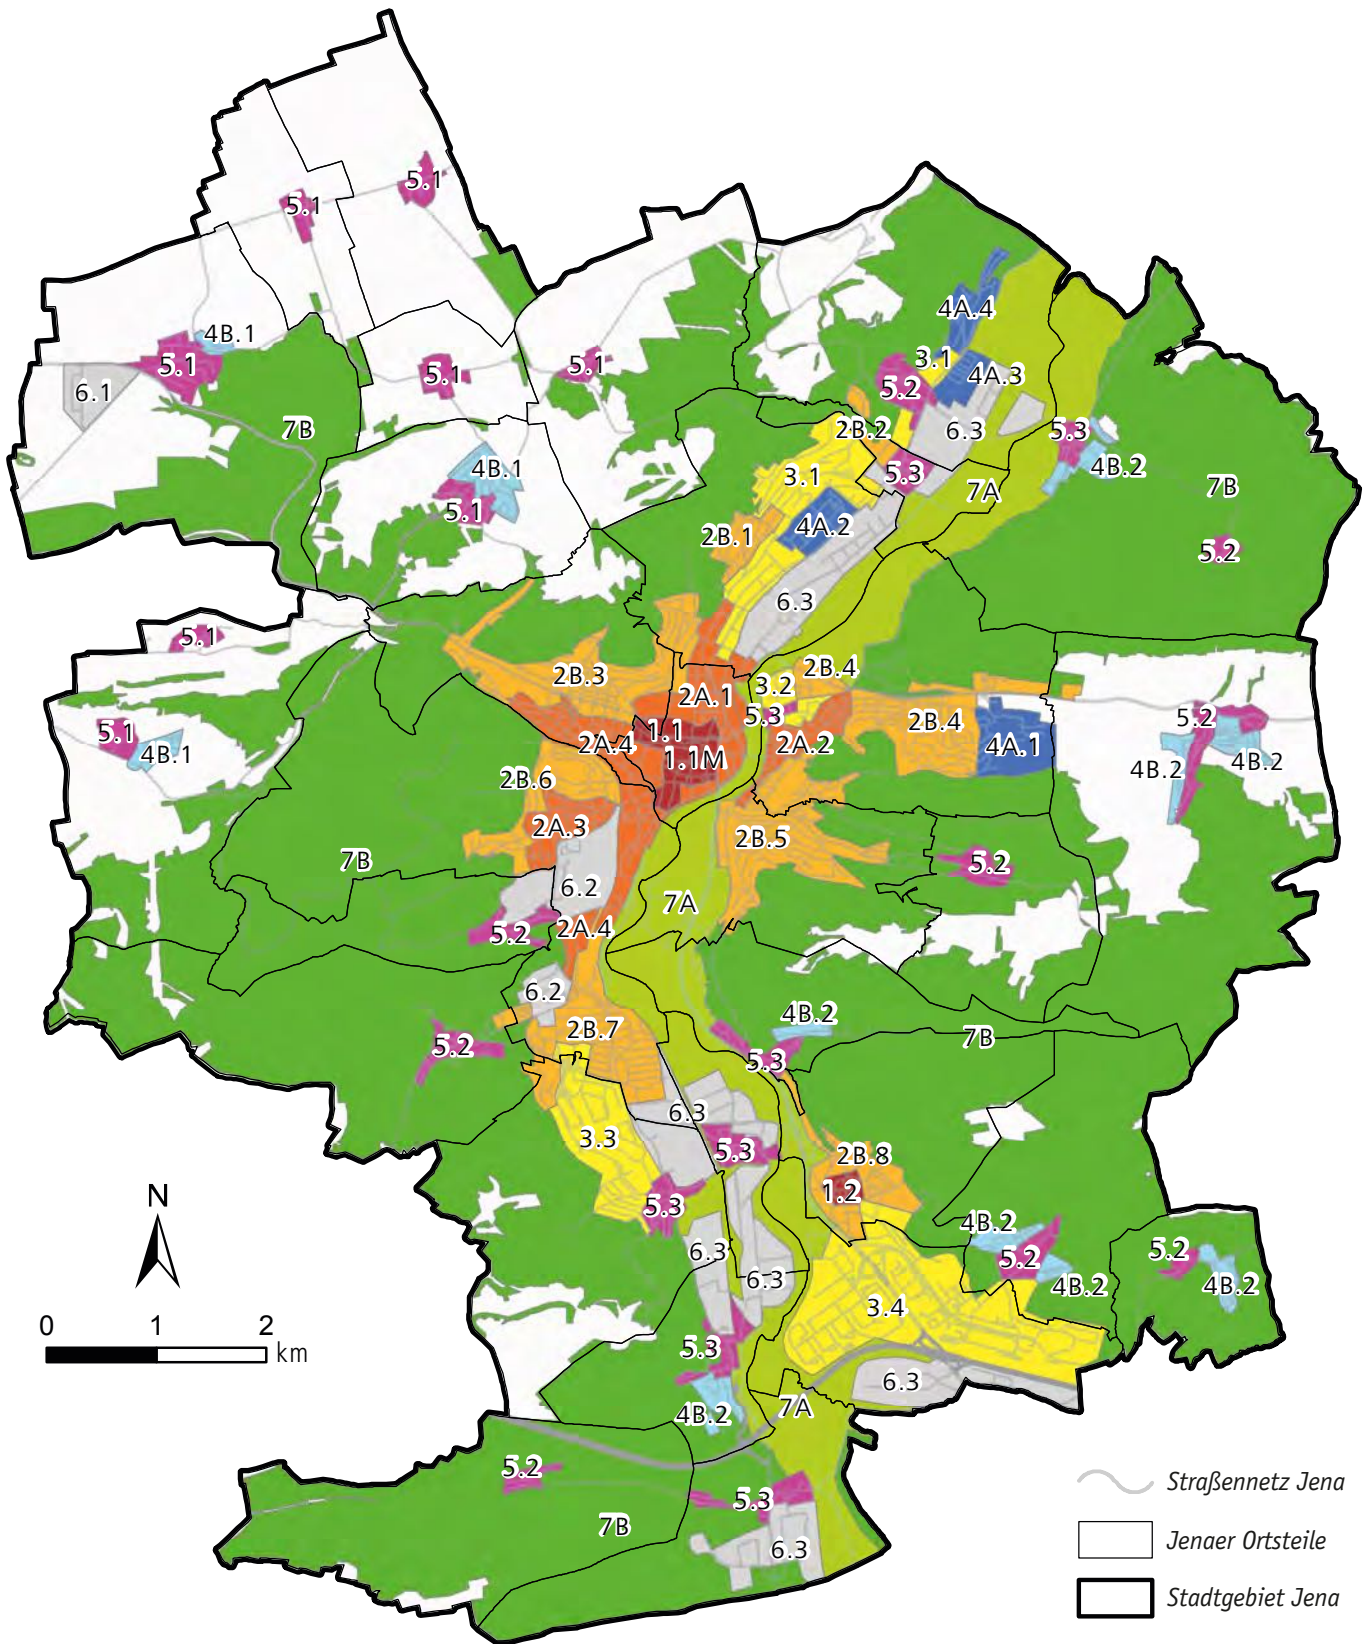 5.1
5.1
4A.4
4B.1
3.1
5.1
5.1
5.1
4A.3
6.1
5.2
7B
2B.2
6.3
5.3
4B.1
3.1
5.3
4B.2
7A
7B
5.1
4A.2
2B.1
5.2
6.3
5.1
2B.4
2B.3
3.2
2A.1
5.3
5.2
2B.4
5.1
1.1
2A.4
2A.2
4A.1
4B.1
1.1M
4B.2
4B.2
2B.6
2A.3
2B.5
7B
5.2
6.2
7A
2A.4
5.2
6.2
4B.2
2B.7
7B
5.2
5.3
6.3
3.3
5.3
2B.8
1.2
5.3
4B.2
N
6.3
5.2
5.2
6.3
4B.2
4B.2
3.4
0 1 2
km
5.3
6.3
7A
4B.2
5.2
Straßennetz Jena
5.3
7B
Jenaer Ortsteile
6.3
Stadtgebiet Jena